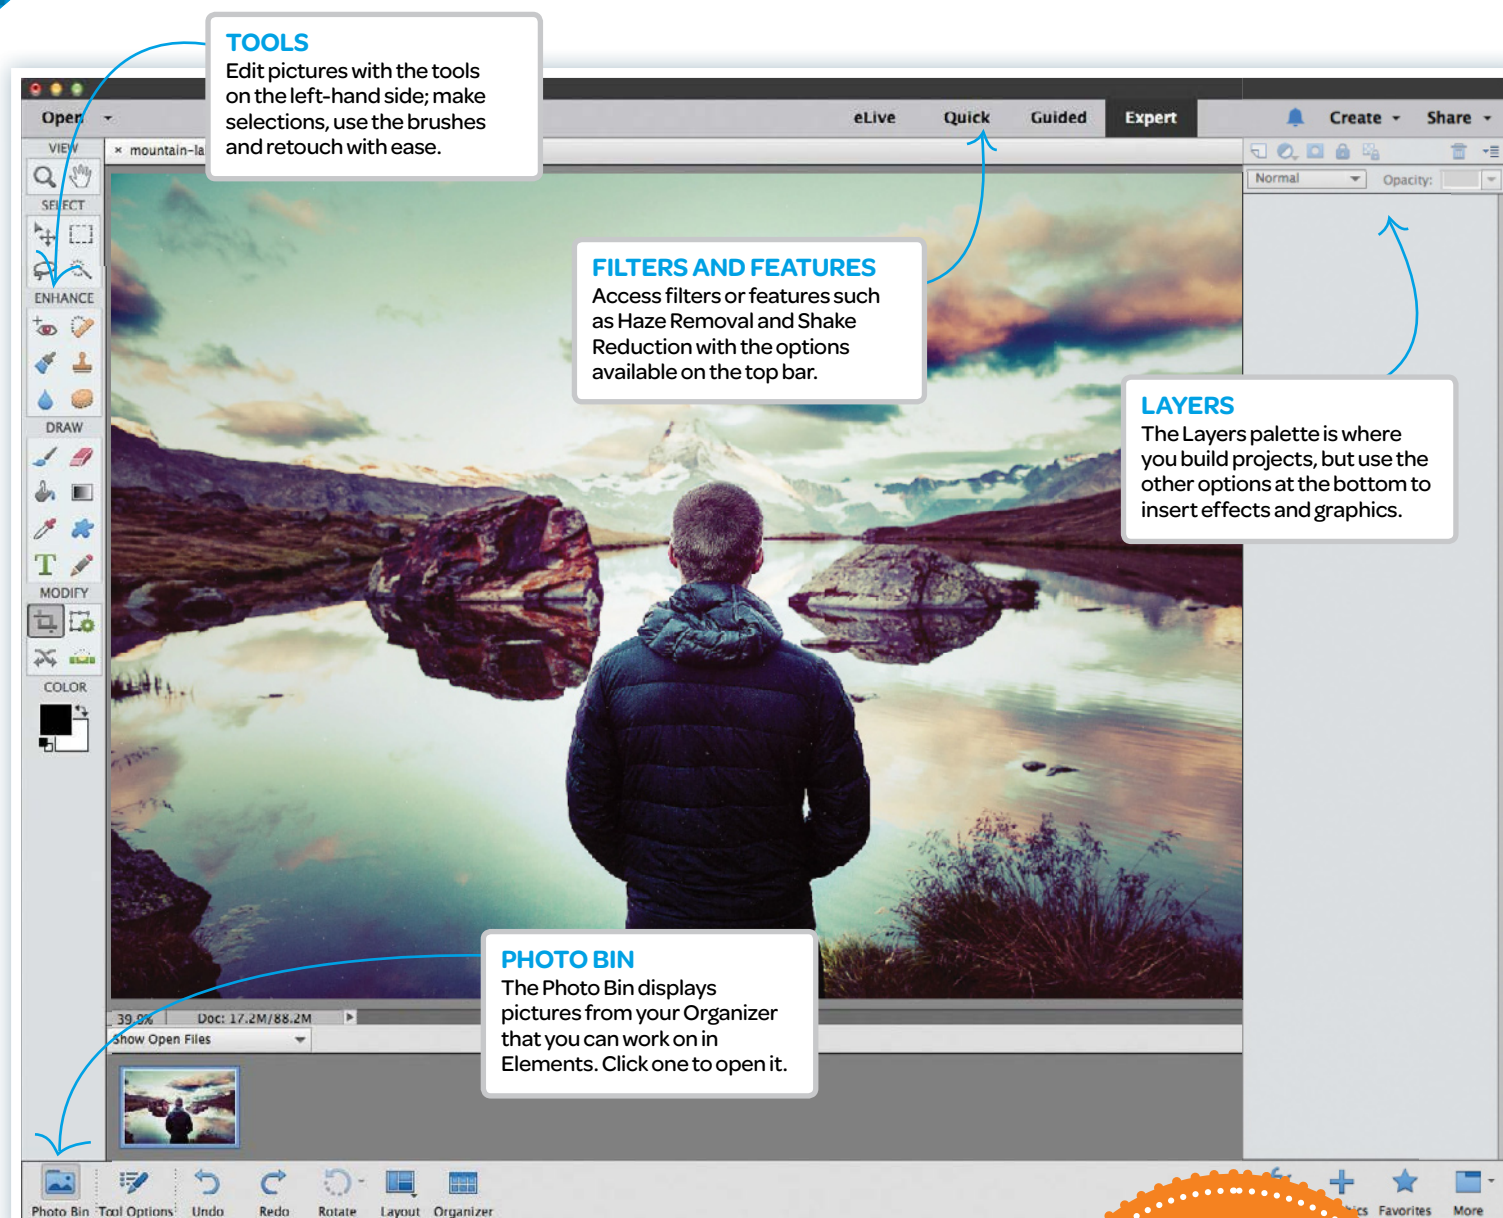 TOOLS
Edit pictures with the tools
on the left-hand side; make
selections, use the brushes
and retouch with ease.
Open
eLive
Quick
Guided
Expert
Create
Share
VIEW
× mountain-la
Normal
Opacity:
SELECT
FILTERS AND FEATURES
Access filters or features such
as Haze Removal and Shake
Reduction with the options
available on the top bar.
ENHANCE
LAYERS
The Layers palette is where
you build projects, but use the
other options at the bottom to
insert effects and graphics.
DRAW
T
MODIFY
COLOR
PHOTO BIN
The Photo Bin displays
pictures from your Organizer
that you can work on in
Elements. Click one to open it.
39.9%
Doc: 17.2M/88.2M
Show Open Files
Photo Bin
Tool Options
Undo
Redo
Rotate
Layout
Organizer
Favorites
More